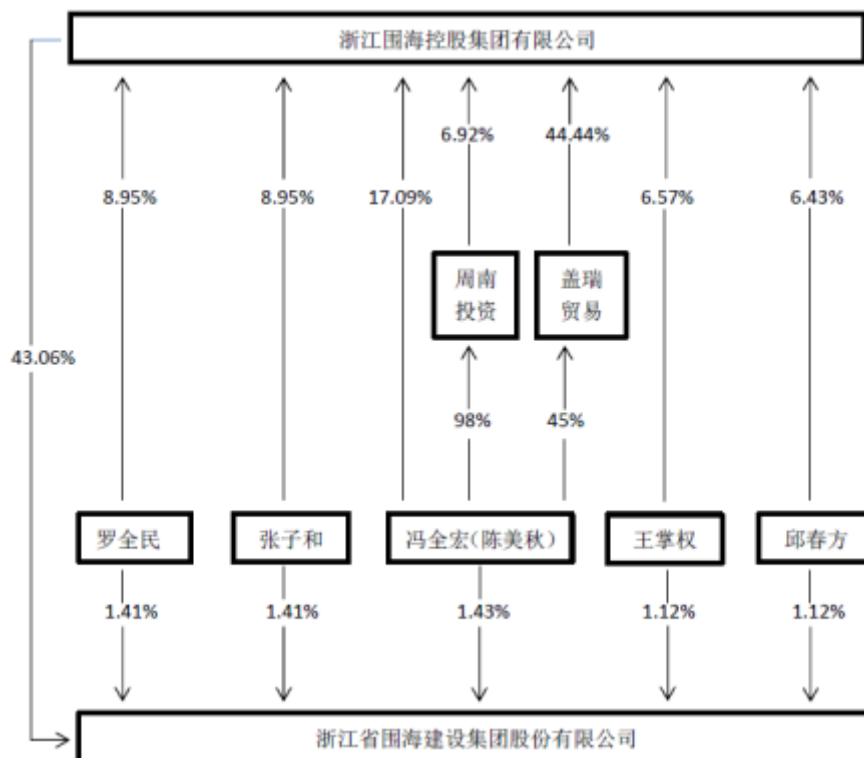 浙江围海控股集团有限公司
6.92%
44.44%
8.95%
8.95%
17.09%
6.57%
6.43%
周南
投资
盖瑞
贸易
43.06%
98%
45%
罗全民
张子和
冯全宏（陈美秋）
王掌权
邱春方
1.41%
1.41%
1.43%
1.12%
1.12%
浙江省围海建设集团股份有限公司